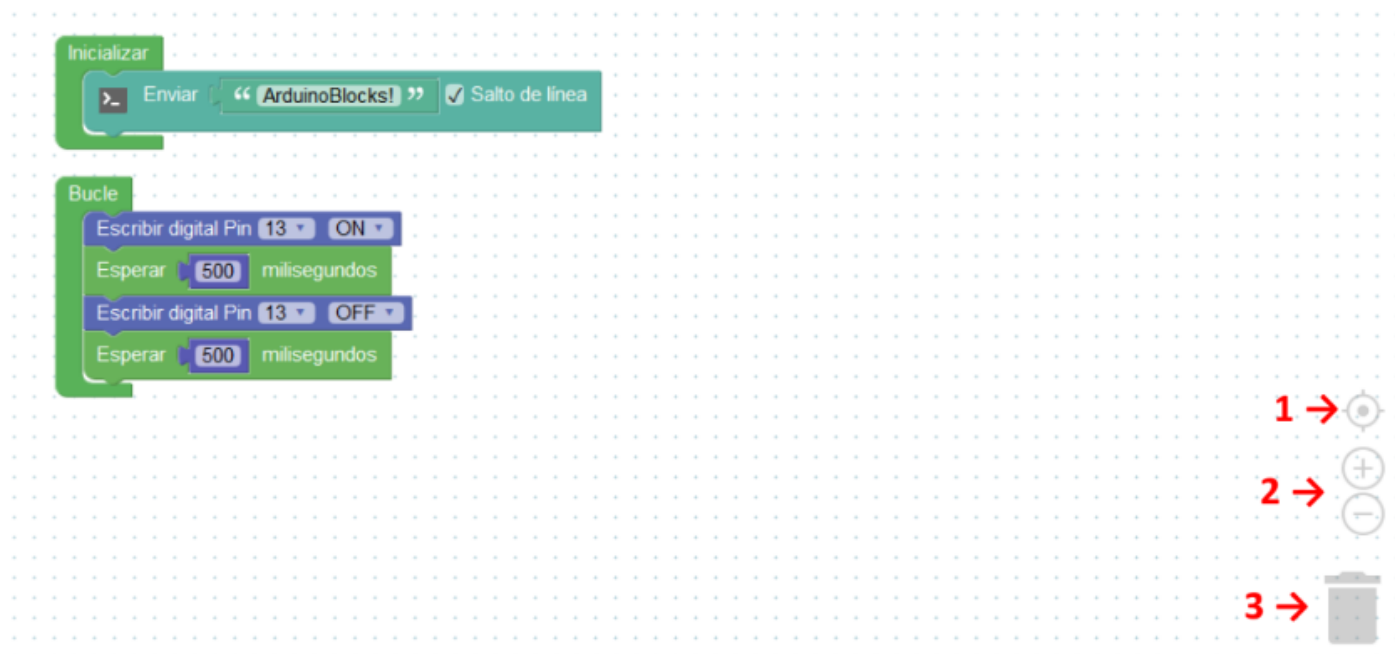 Inicializar
Enviar “ ArduinoBlocks! ” Salto de línea
Bucle
Escribir digital Pin 13 ON
Esperar 500 milisegundos
Escribir digital Pin 13 OFF
Esperar 500 milisegundos
1 →
2 →
3 →